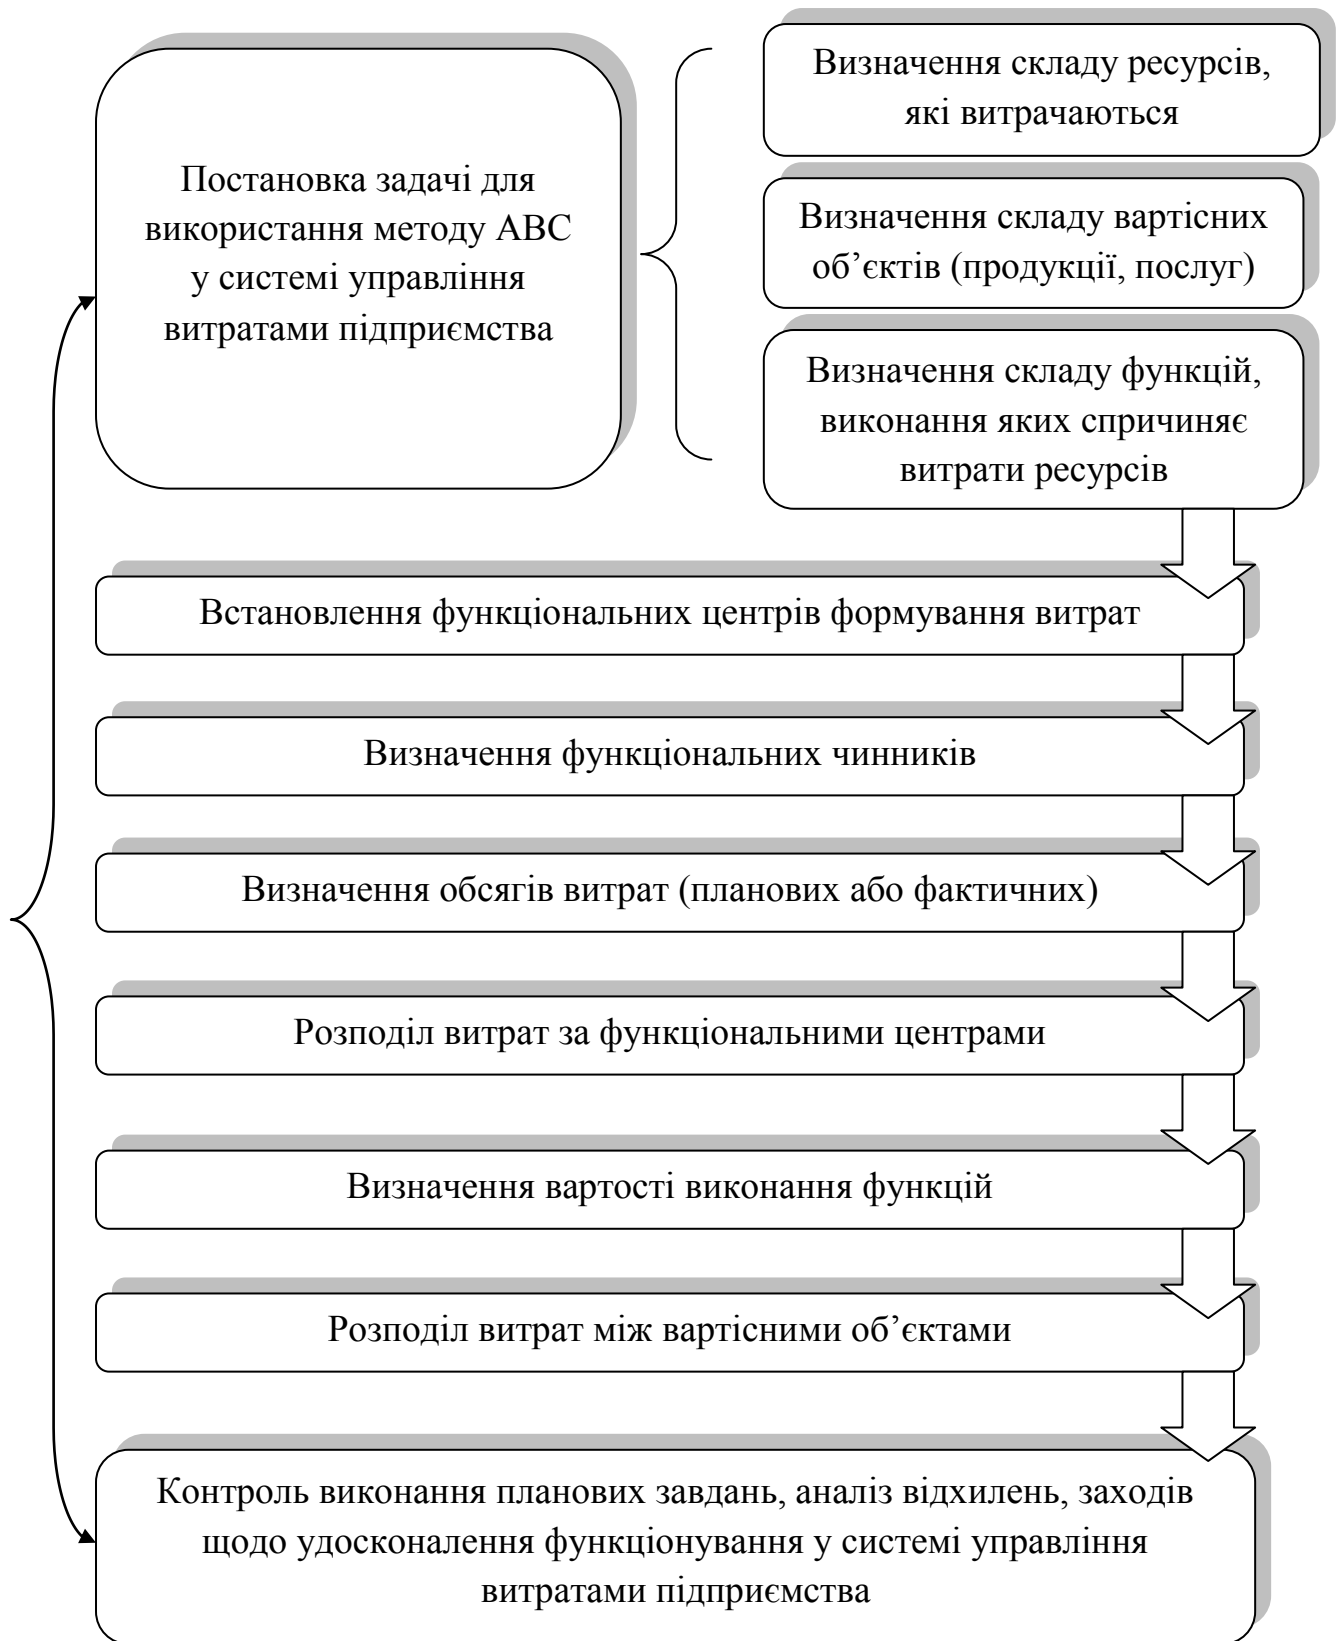 Постановка задачі для
використання методу АВС
у системі управління
витратами підприємства
Визначення складу ресурсів,
які витрачаються
Визначення складу вартісних
об’єктів (продукції, послуг)
Визначення складу функцій,
виконання яких спричиняє
витрати ресурсів
Встановлення функціональних центрів формування витрат
Визначення функціональних чинників
Визначення обсягів витрат (планових або фактичних)
Розподіл витрат за функціональними центрами
Визначення вартості виконання функцій
Розподіл витрат між вартісними об’єктами
Контроль виконання планових завдань, аналіз відхилень, заходів
щодо удосконалення функціонування у системі управління
витратами підприємства